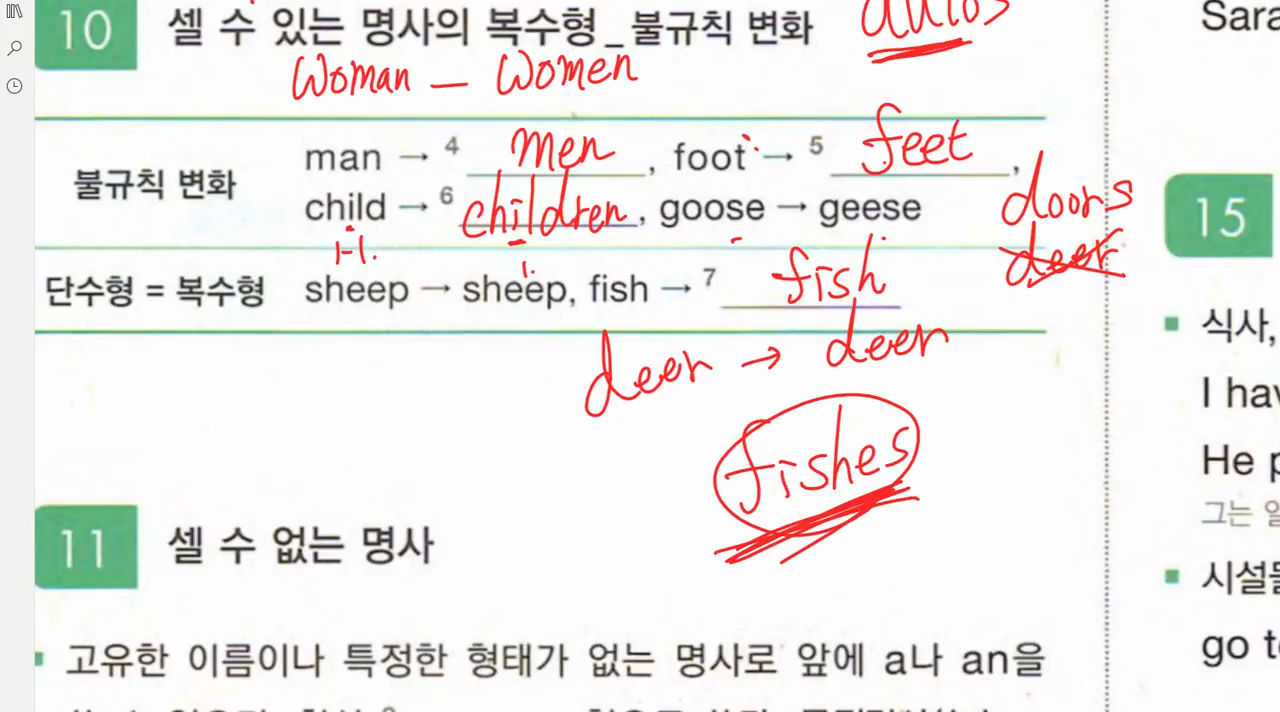 10 셀 수 있는 명사의 복수형_불규칙 변화 autos
woman — women
불규칙 변화
man → 4 men, foot → 5 feet,
child → 6 children, goose → geese
doors
deer
단수형 = 복수형 sheep → sheep, fish → 7 fish
deer → deer
fishes
11 셀 수 없는 명사
고유한 이름이나 특정한 형태가 없는 명사로 앞에 a나 an을
Sara
15
식사,
I hav
He p
그는 일
시설물
go to